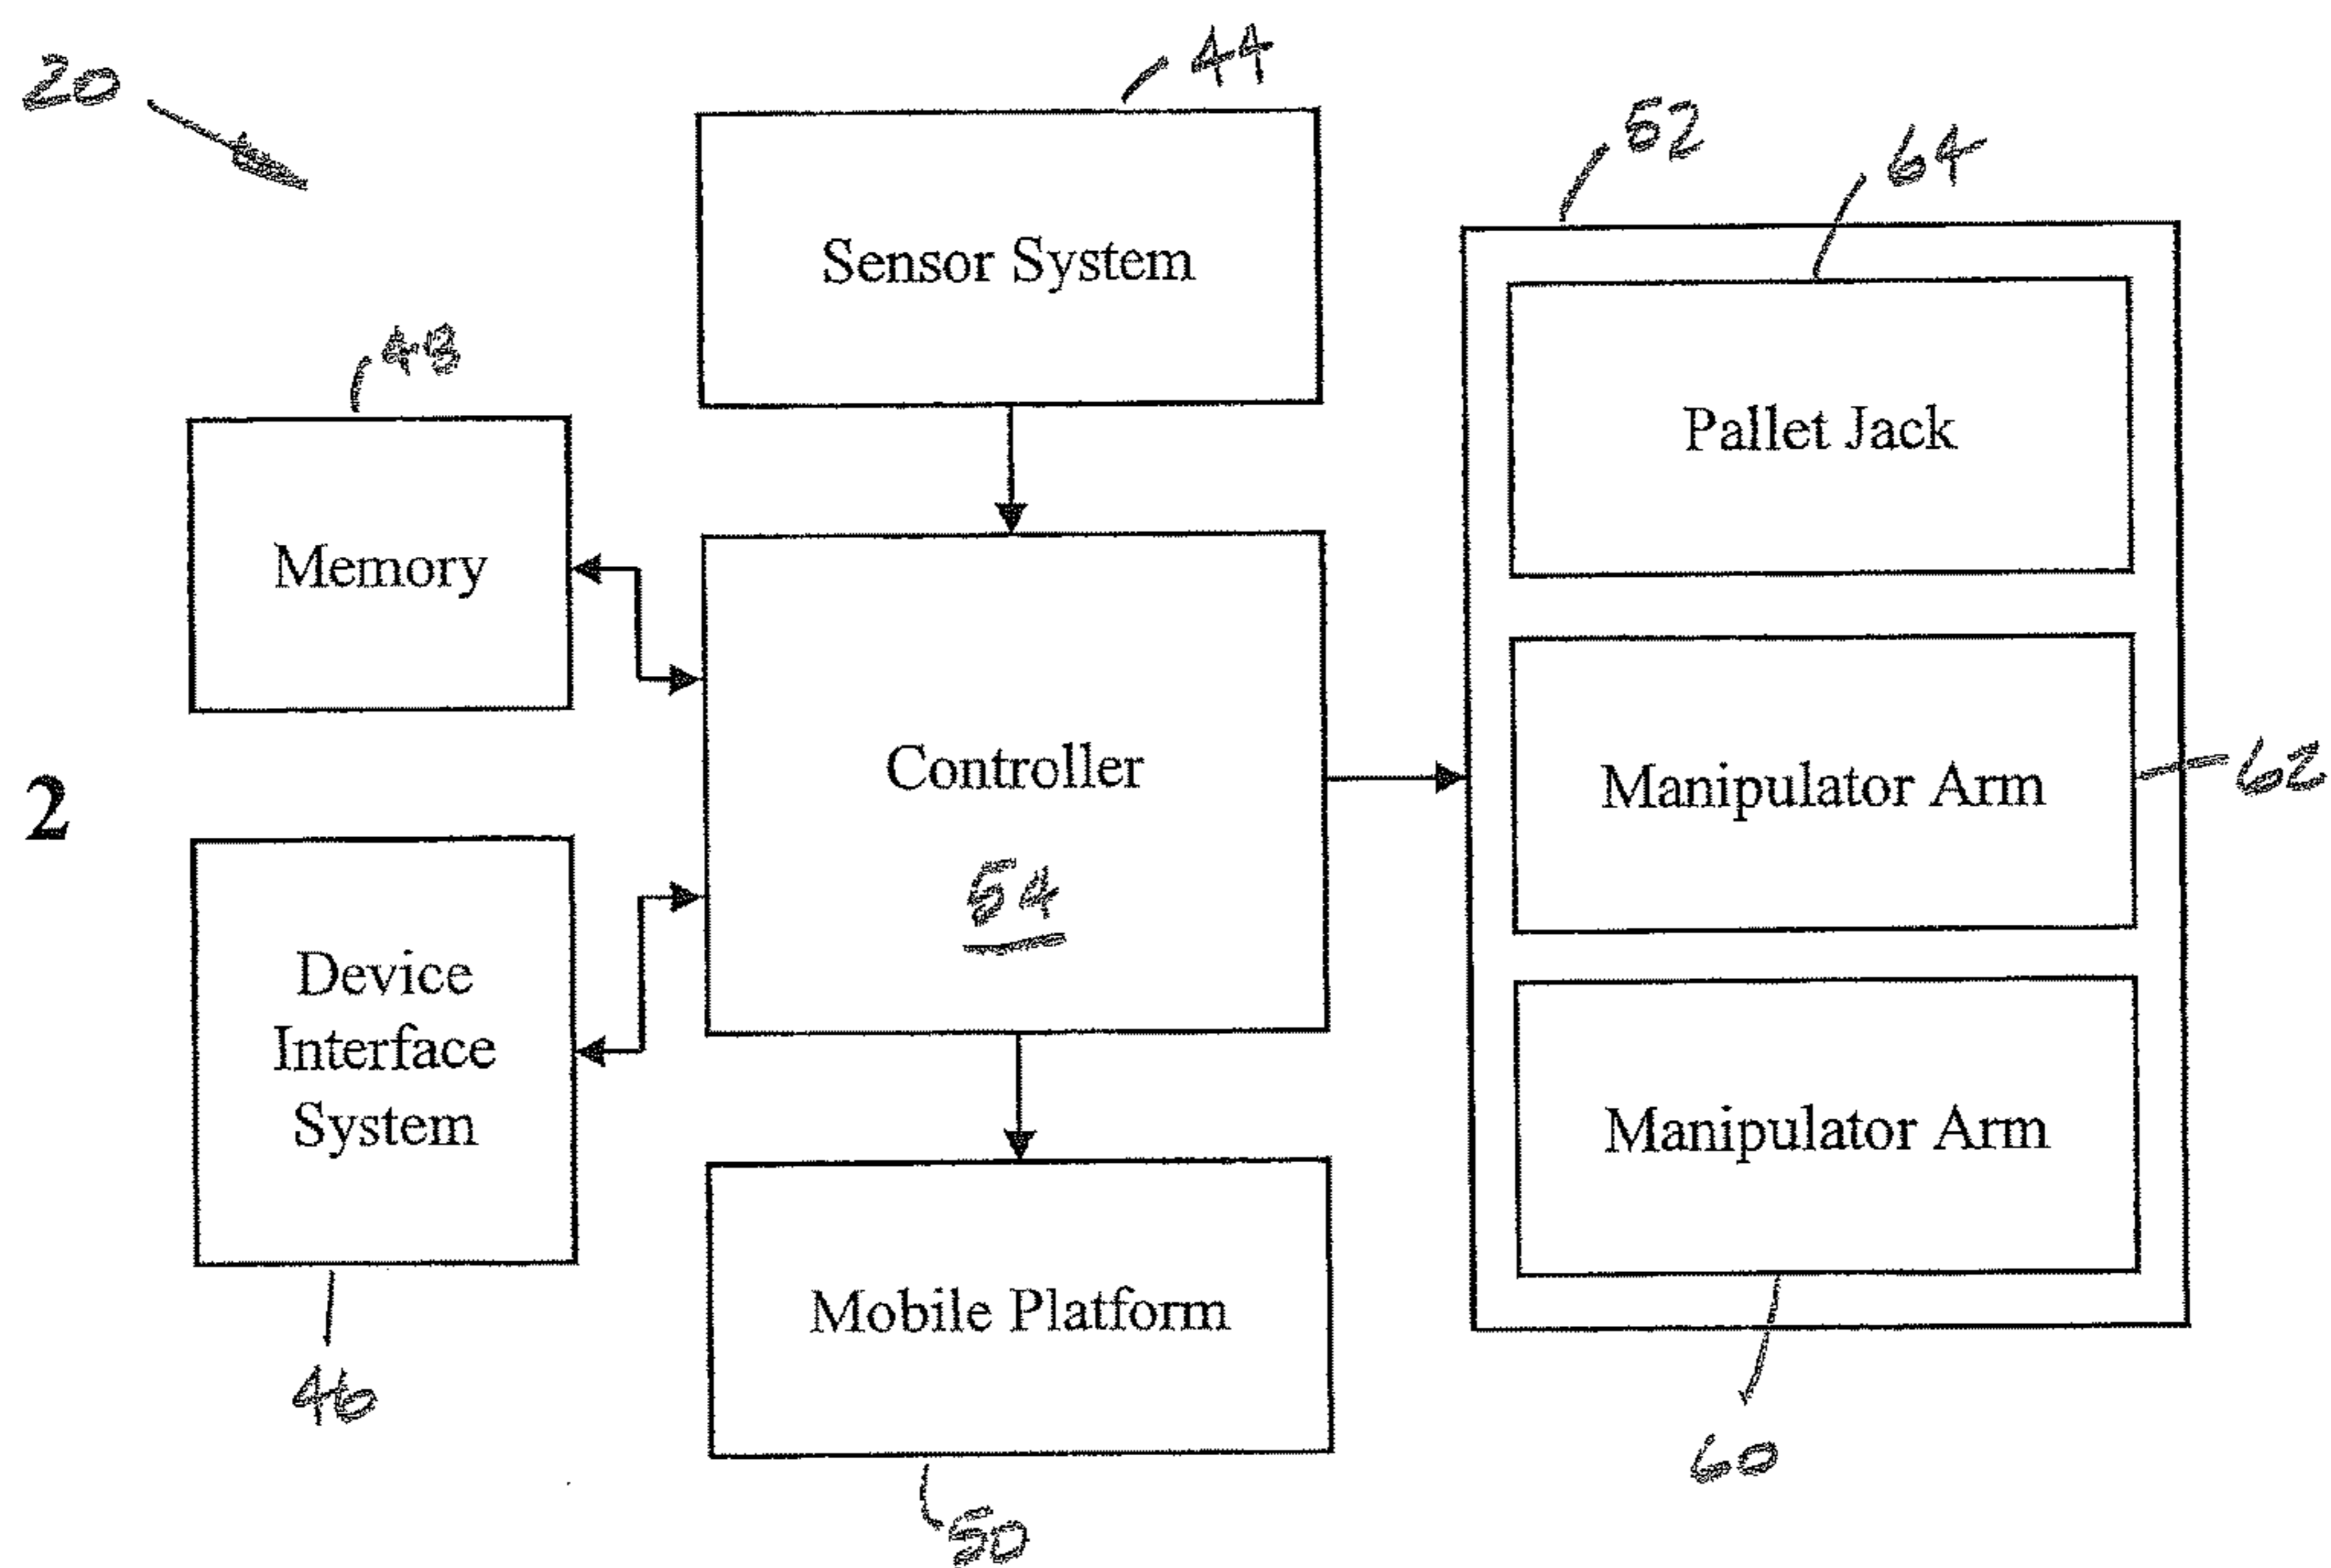 20
44
52
64
Sensor System
48
Pallet Jack
Memory
2
Controller
54
Manipulator Arm
62
Device
Interface
System
Manipulator Arm
Mobile Platform
46
60
50